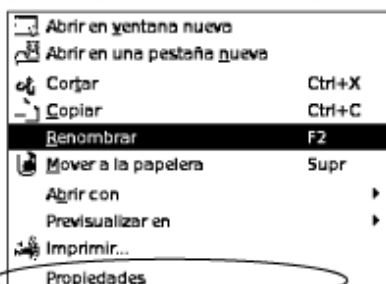 Abrir en ventana nueva
Abrir en una pestaña nueva
Cortar Ctrl+X
Copiar Ctrl+C
Renombrar F2
Mover a la papelera Supr
Abrir con
Previsualizar en
Imprimir...
Propiedades